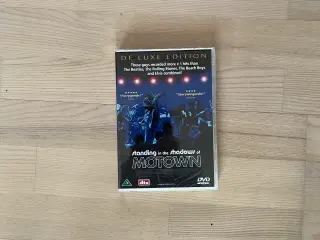 DE LUXE EDITION
These guys recorded more # 1 hits than
The Beatles, The Rolling Stones, The Beach Boys
and Elvis combined!
standing in the shadows of
MOTOWN
dts
DVD